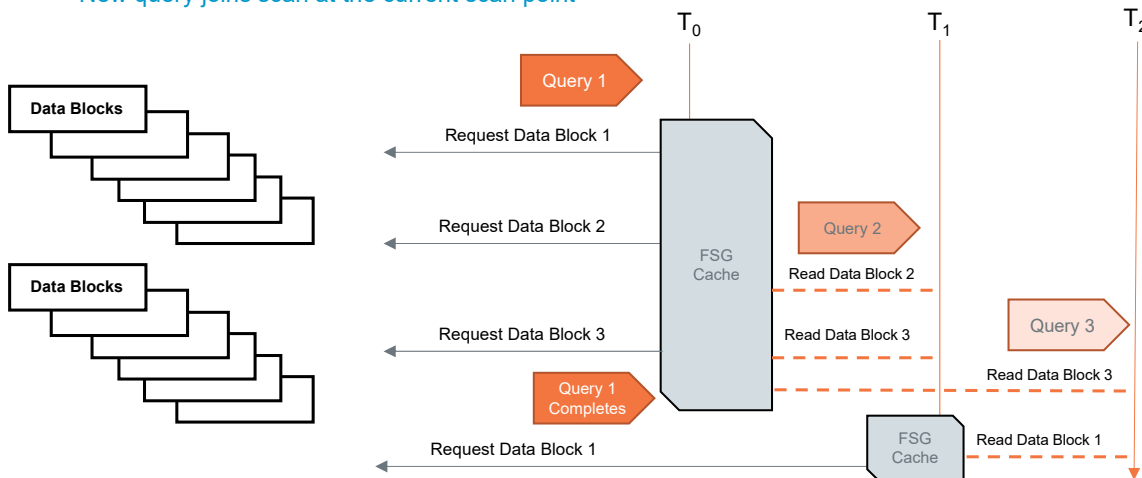 New query joins scan at the current scan point
T0
T1
T2
Query 1
Data Blocks
Request Data Block 1
Request Data Block 2
Query 2
FSG
Cache
Read Data Block 2
Data Blocks
Request Data Block 3
Read Data Block 3
Query 3
Read Data Block 3
Query 1
Completes
Request Data Block 1
FSG
Cache
Read Data Block 1